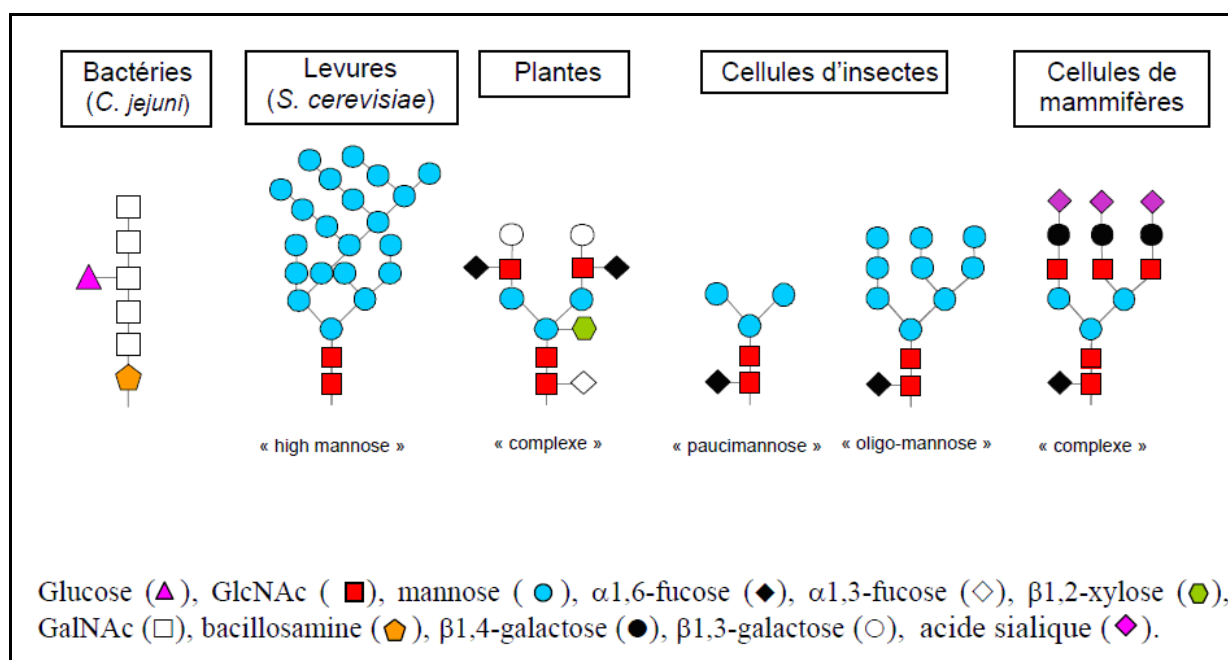 Bactéries
(C. jejuni)
Levures
(S. cerevisiae)
Plantes
Cellules d'insectes
Cellules de
mammifères
« high mannose »
« complexe »
« paucimannose »
« oligo-mannose »
« complexe »
Glucose (▲), GlcNAc ( ■), mannose ( ●), α1,6-fucose (◆), α1,3-fucose (◇), β1,2-xylose (⬢),
GalNAc (□), bacillosamine (⬟), β1,4-galactose (●), β1,3-galactose (○), acide sialique (◆).